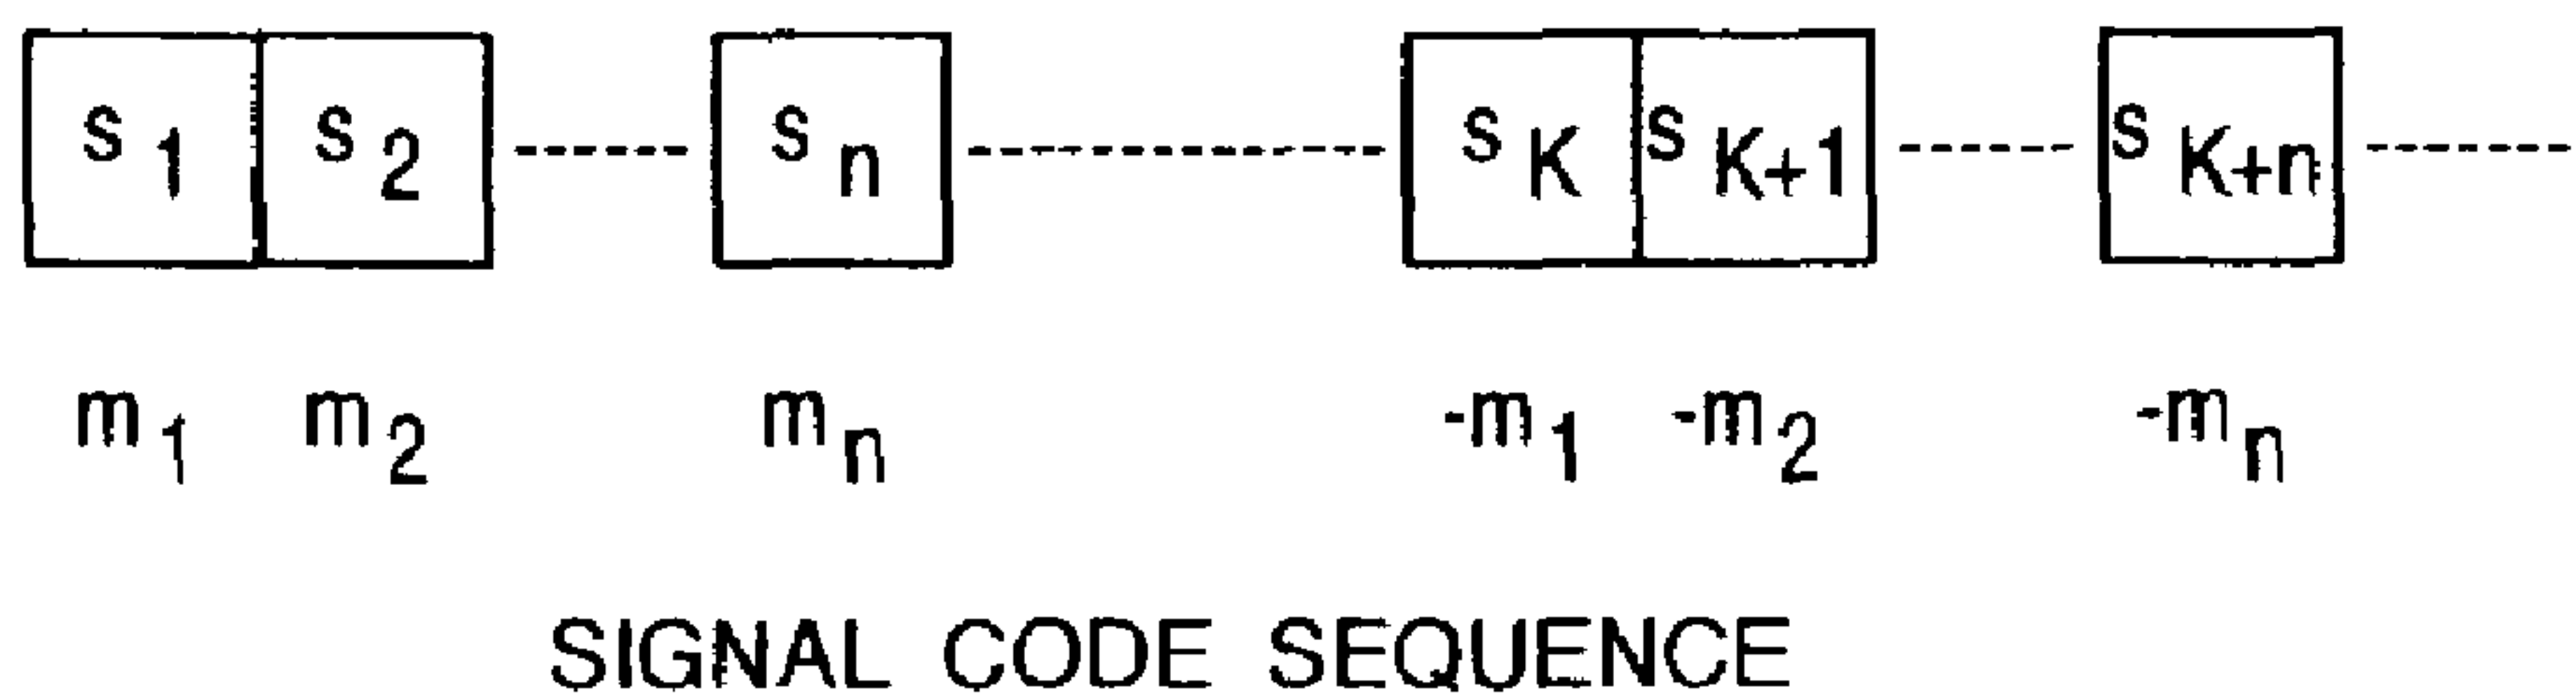 s 1 s 2 s n s K s K+1 s K+n
m 1 m 2 m n -m 1 -m 2 -m n
SIGNAL CODE SEQUENCE